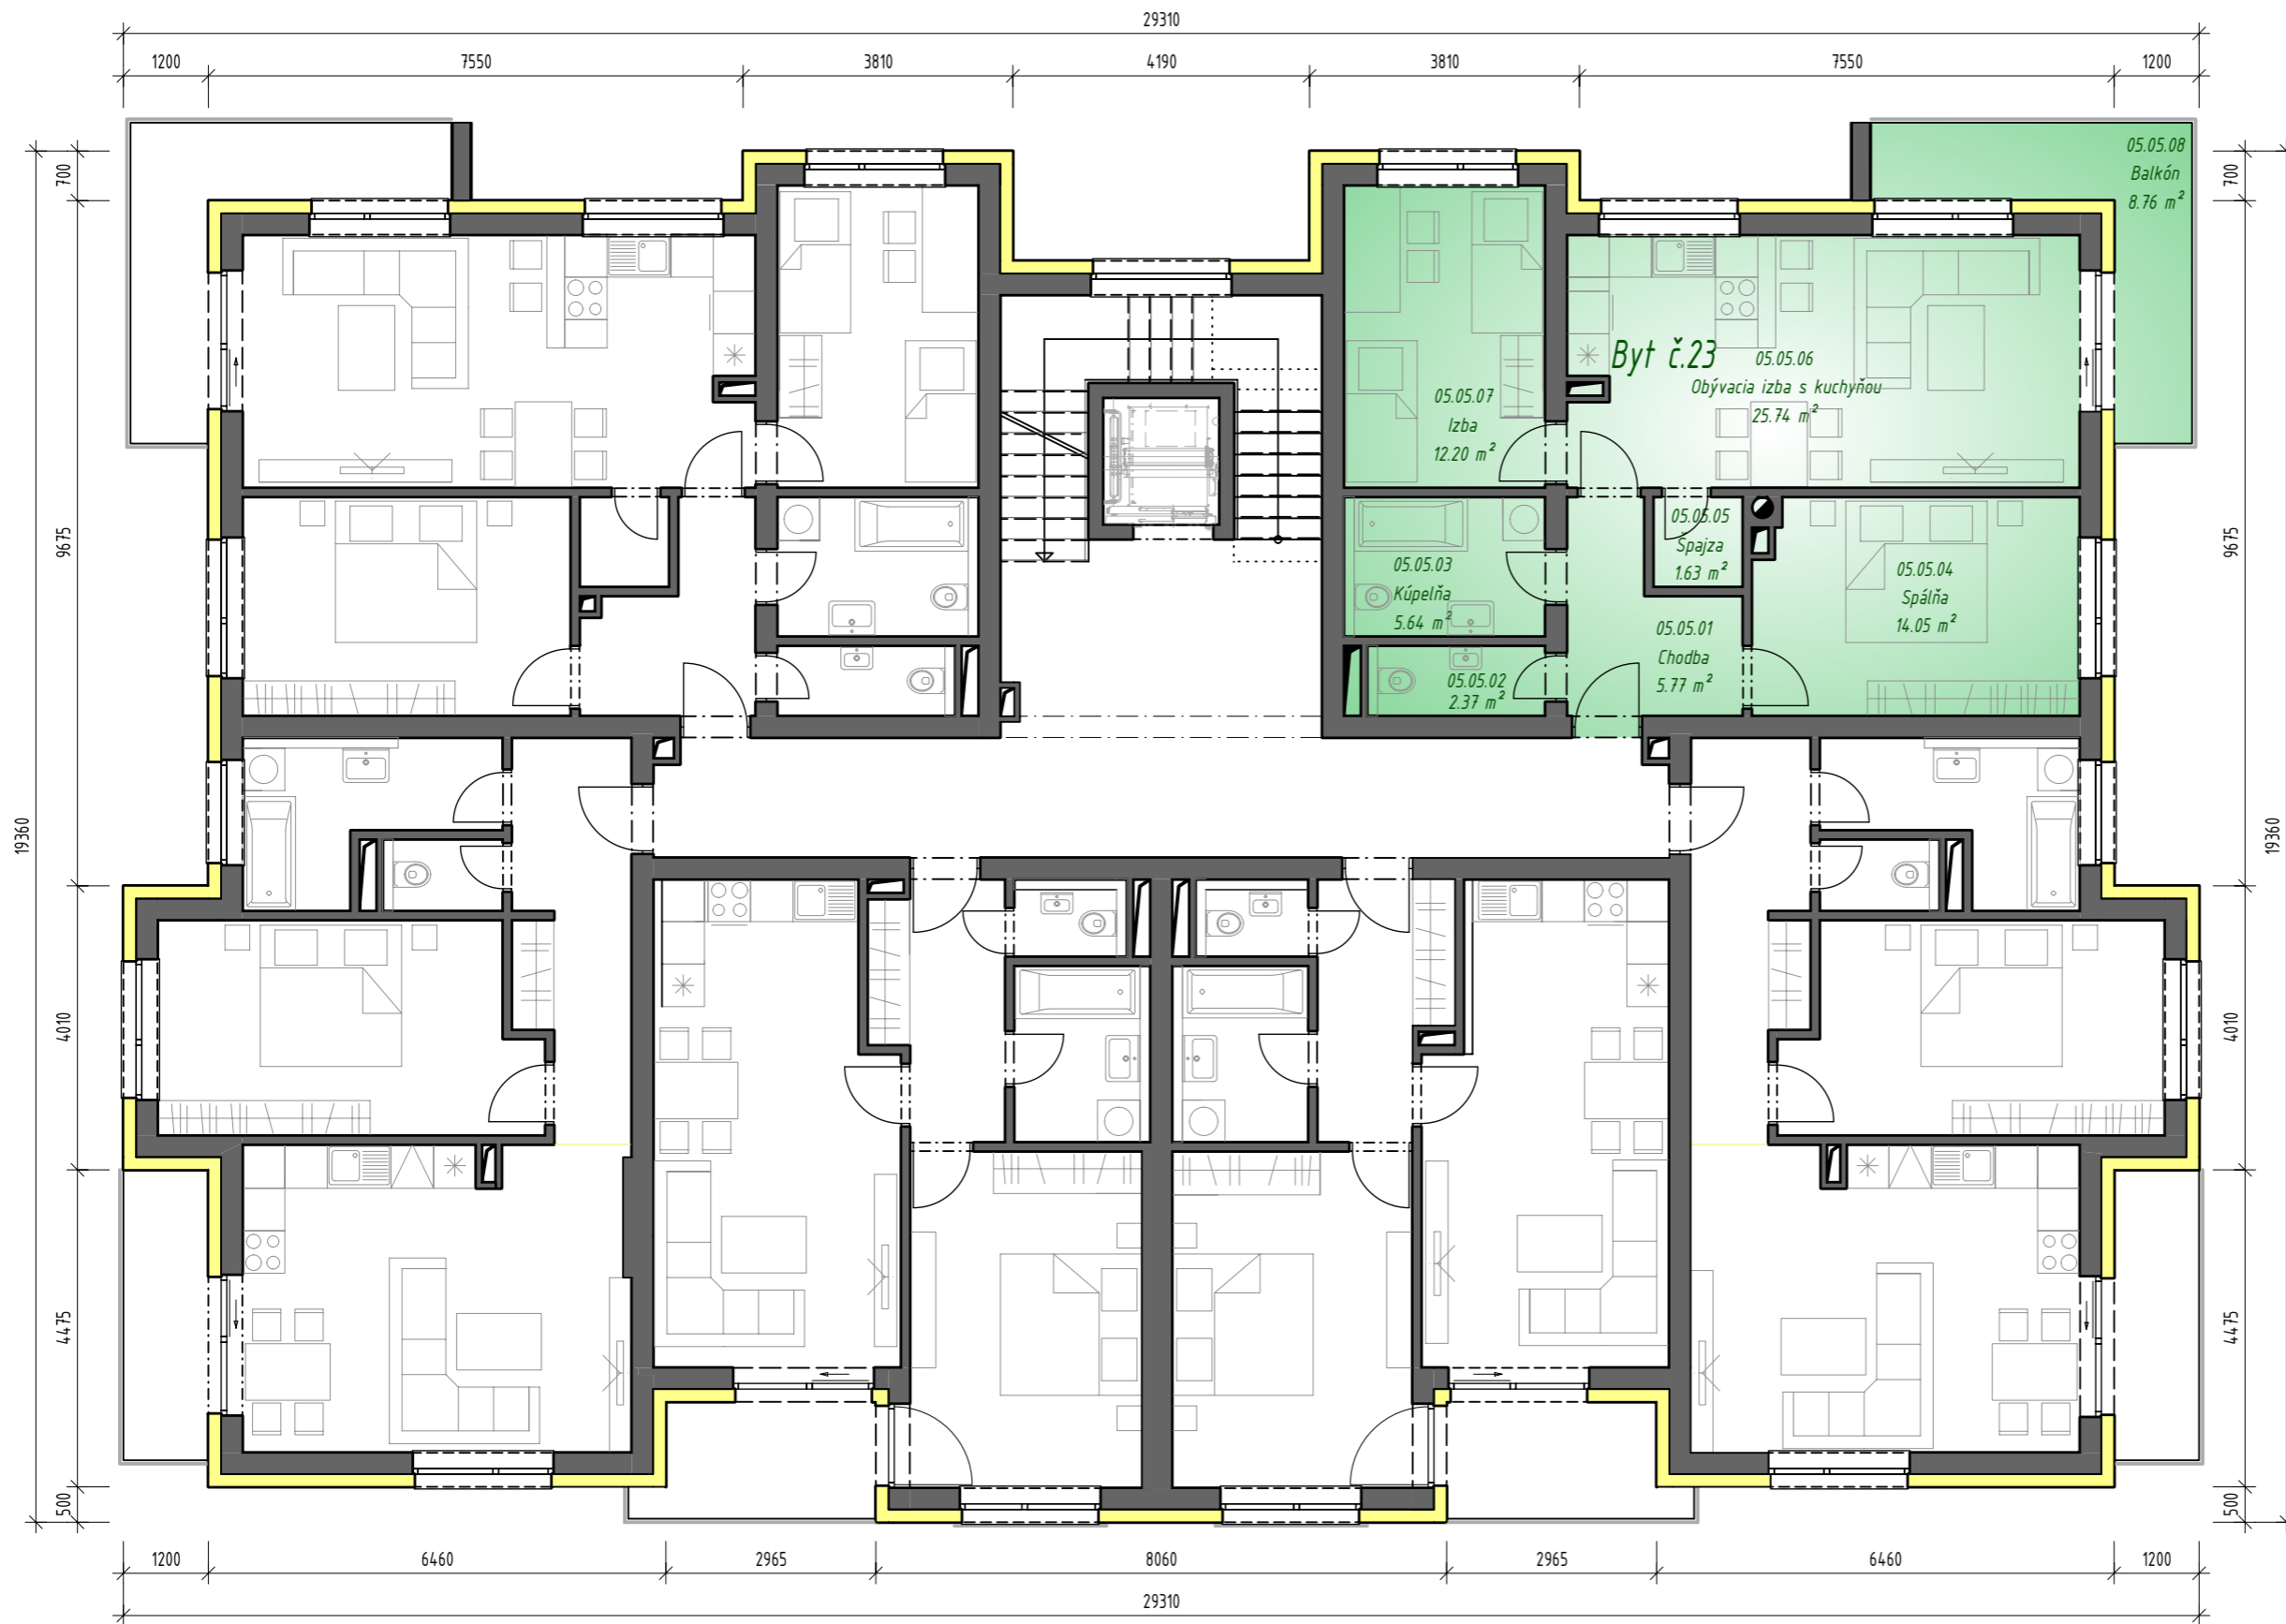 29310
1200 7550 3810 4190 3810 7550 1200
700
9675
4010
4475
500
19360
05.05.08
Balkón
8.76 m²
Byt č.23
05.05.06
Obývacia izba s kuchyňou
25.74 m²
05.05.07
Izba
12.20 m²
05.05.05
Špajza
1.63 m²
05.05.03
Kúpelňa
5.64 m²
05.05.04
Spálňa
14.05 m²
05.05.01
Chodba
5.77 m²
05.05.02
2.37 m²
700
9675
4010
4475
500
19360
1200 6460 2965 8060 2965 6460 1200
29310